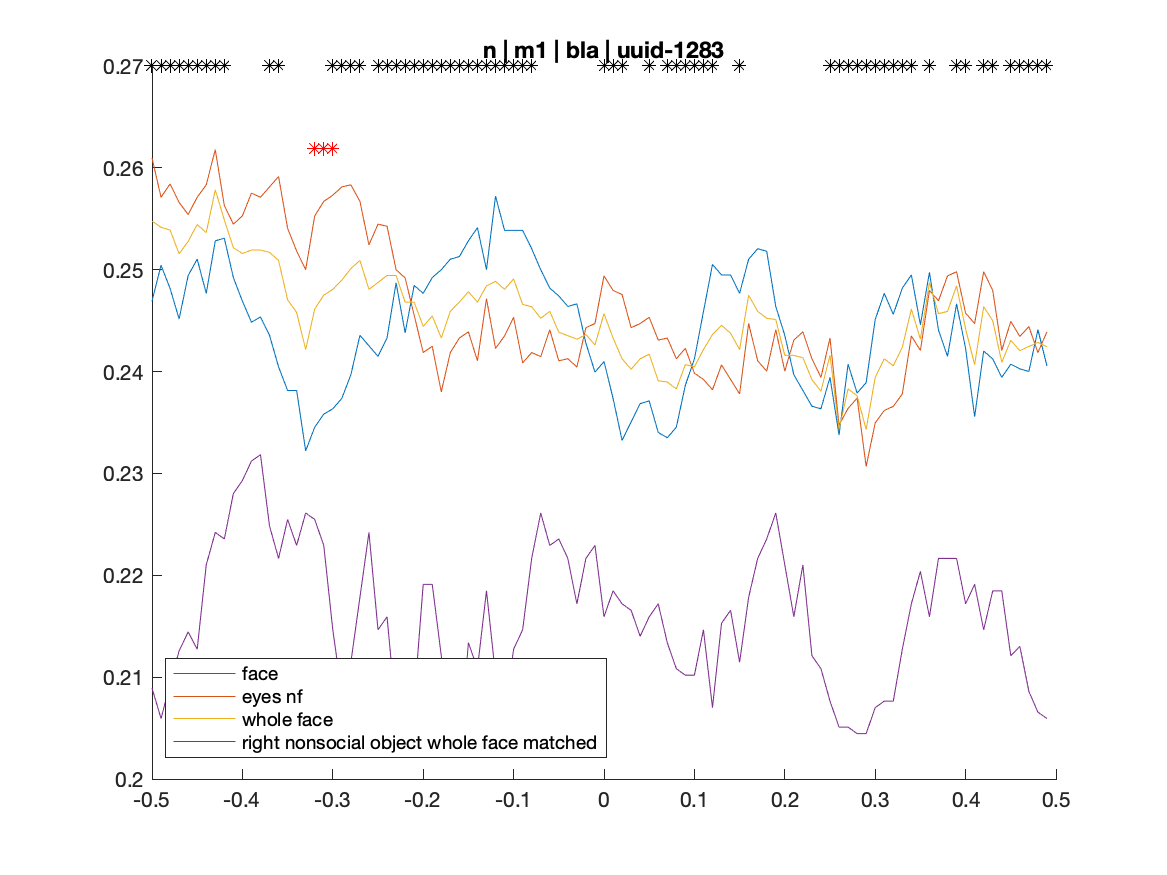 n | m1 | bla | uuid-1283
0.27
0.26
0.25
0.24
0.23
0.22
0.21
0.2
face
eyes nf
whole face
right nonsocial object whole face matched
-0.5 -0.4 -0.3 -0.2 -0.1 0 0.1 0.2 0.3 0.4 0.5